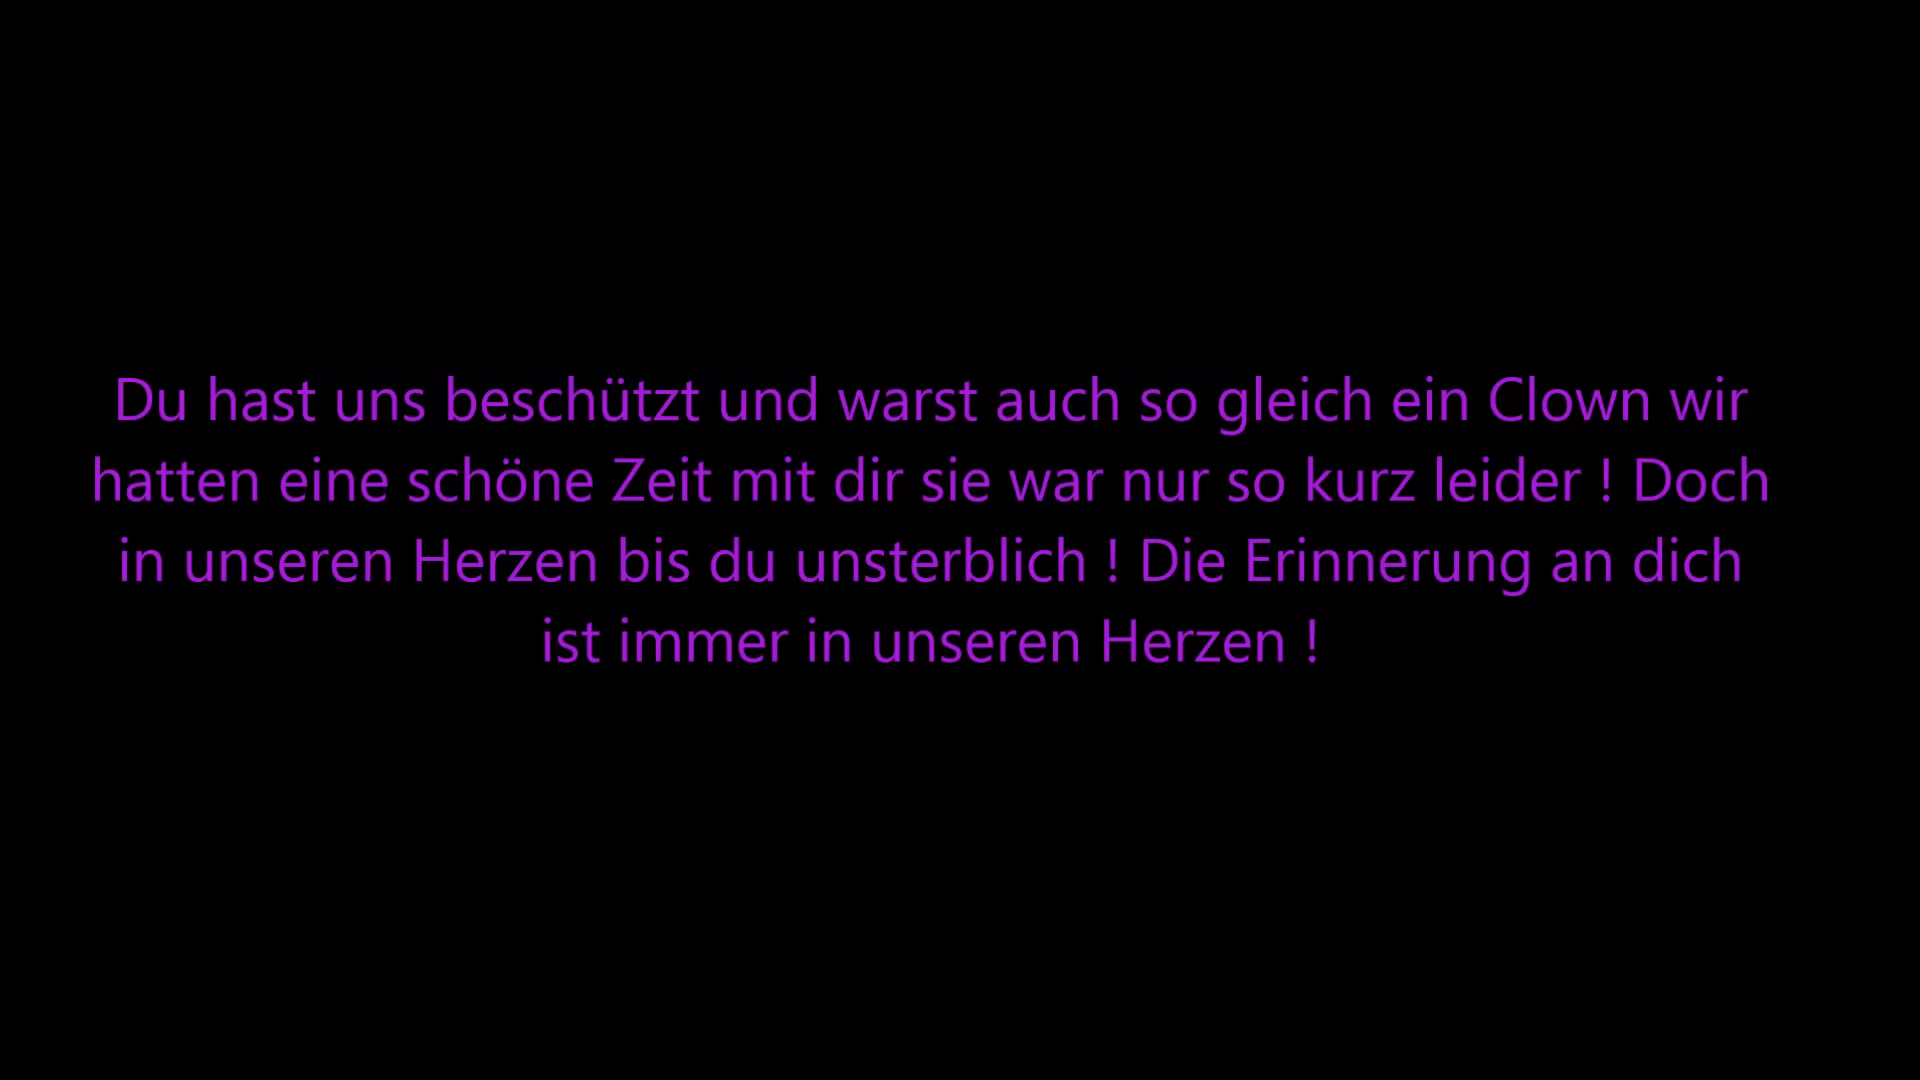 Du hast uns beschützt und warst auch so gleich ein Clown wir
hatten eine schöne Zeit mit dir sie war nur so kurz leider ! Doch
in unseren Herzen bis du unsterblich ! Die Erinnerung an dich
ist immer in unseren Herzen !